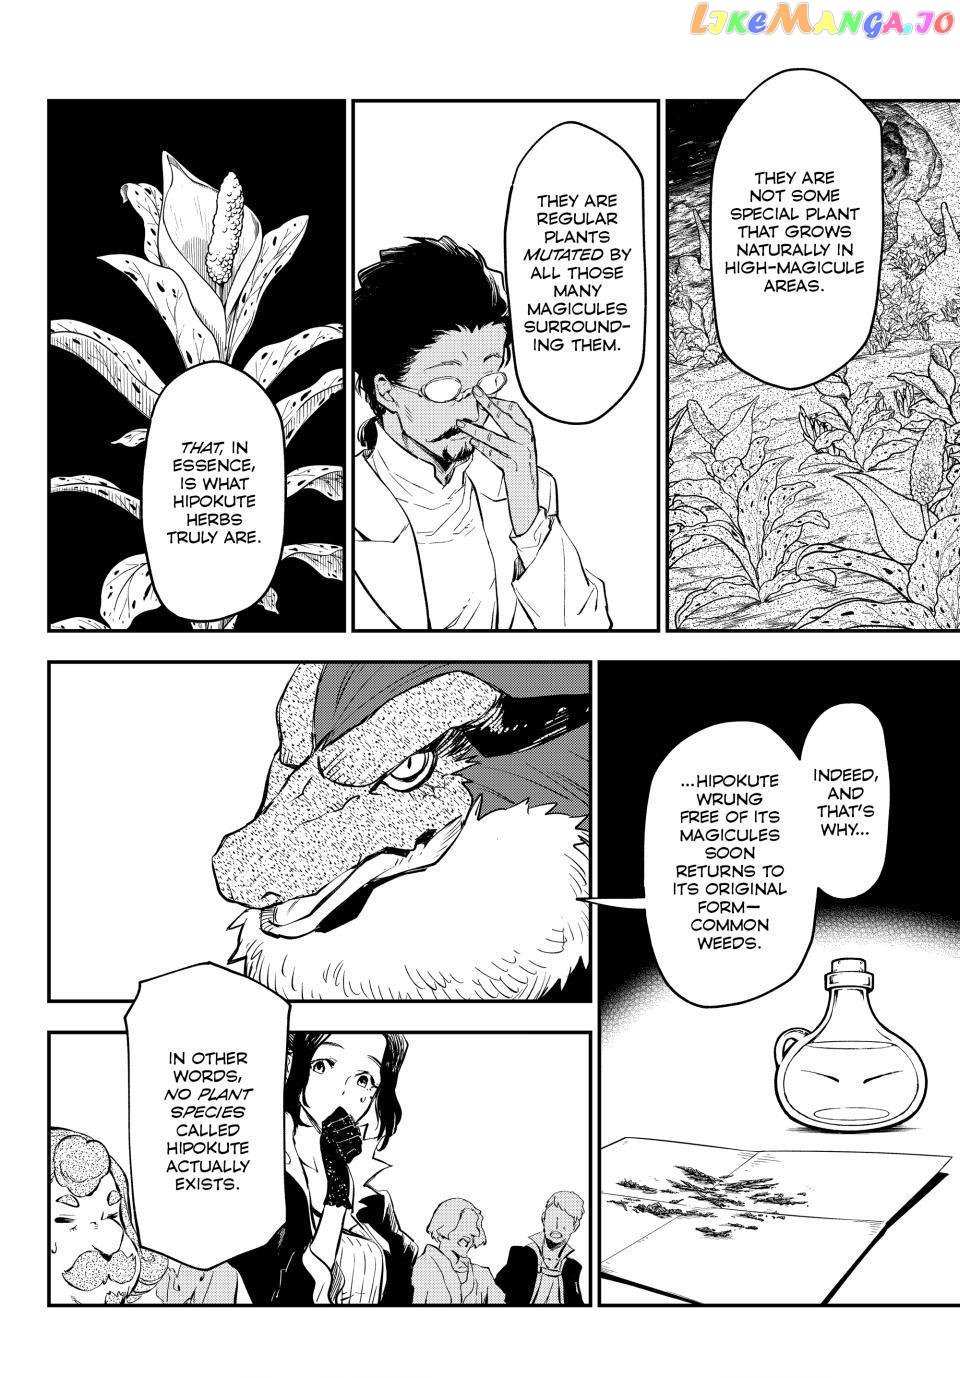 LIKEMANGA.IO
THEY ARE
NOT SOME
SPECIAL PLANT
THAT GROWS
NATURALLY IN
HIGH-MAGICULE
AREAS.
THEY ARE
REGULAR
PLANTS
MUTATED BY
ALL THOSE
MANY
MAGICULES
SURROUND-
ING THEM.
THAT, IN
ESSENCE,
IS WHAT
HIPOKUTE
HERBS
TRULY ARE.
INDEED,
AND
THAT'S
WHY...
...HIPOKUTE
WRUNG
FREE OF ITS
MAGICULES
SOON
RETURNS TO
ITS ORIGINAL
FORM—
COMMON
WEEDS.
IN OTHER
WORDS,
NO PLANT
SPECIES
CALLED
HIPOKUTE
ACTUALLY
EXISTS.